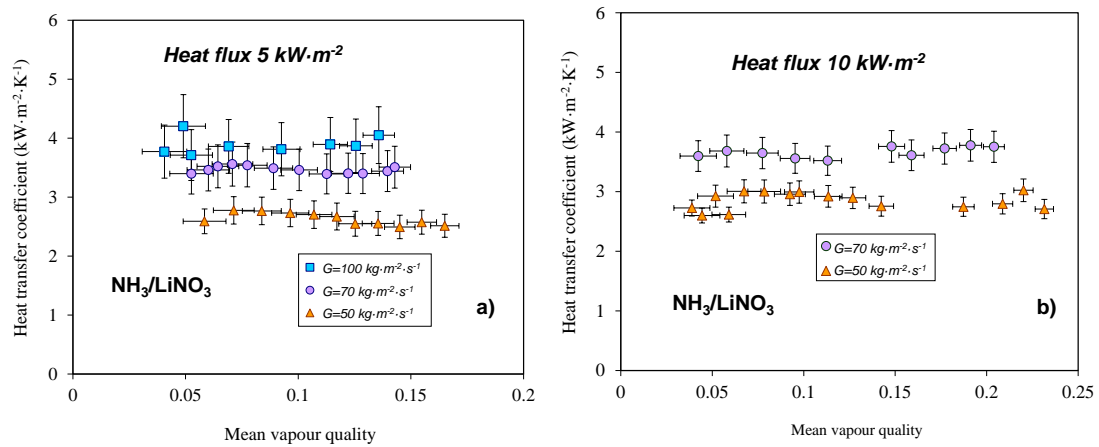 Heat transfer coefficient (kW·m-2·K-1)
6
5
4
3
2
1
0
Heat flux 5 kW·m-2
NH3/LiNO3
G=100 kg·m-2·s-1
G=70 kg·m-2·s-1
G=50 kg·m-2·s-1
a)
0 0.05 0.1 0.15 0.2
Mean vapour quality
Heat transfer coefficient (kW·m-2·K-1)
6
5
4
3
2
1
0
Heat flux 10 kW·m-2
G=70 kg·m-2·s-1
G=50 kg·m-2·s-1
NH3/LiNO3
b)
0 0.05 0.1 0.15 0.2 0.25
Mean vapour quality